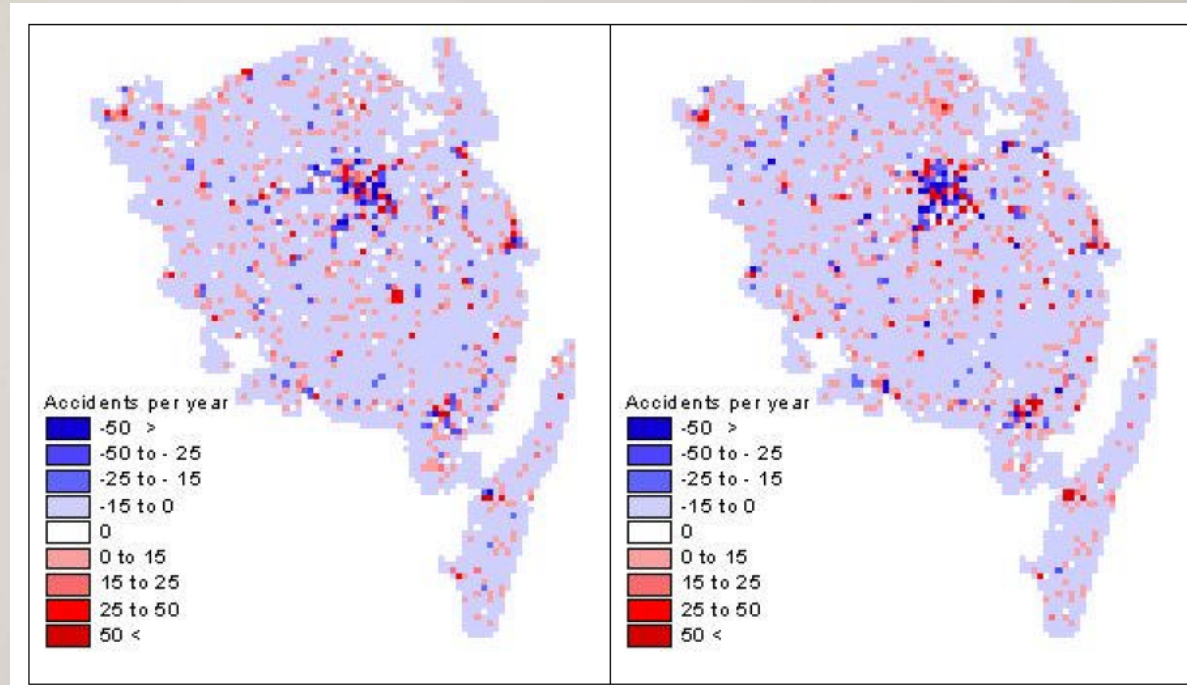 Accidents per year
-50 >
-50 to - 25
-25 to - 15
-15 to 0
0
0 to 15
15 to 25
25 to 50
50 <
Accidents per year
-50 >
-50 to - 25
-25 to - 15
-15 to 0
0
0 to 15
15 to 25
25 to 50
50 <